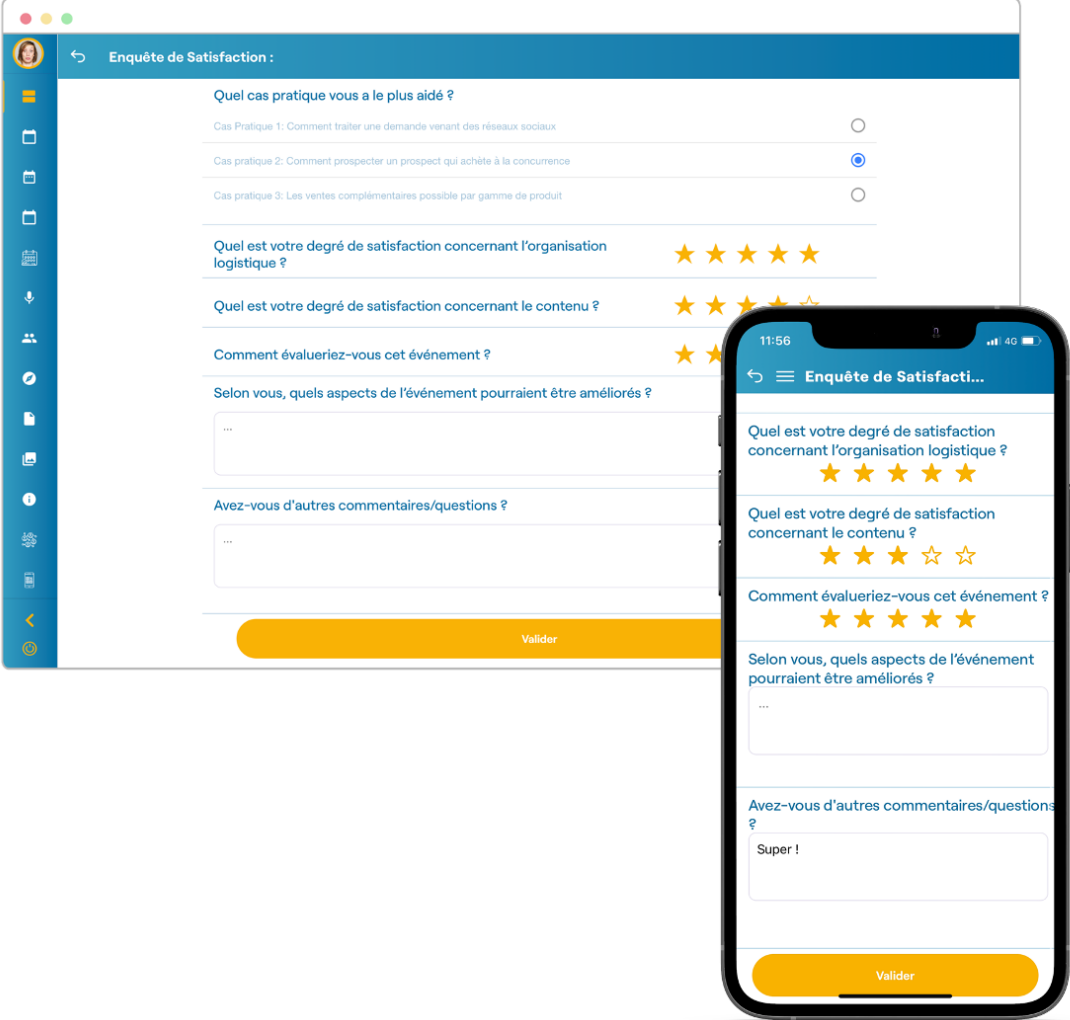 Enquête de Satisfaction :
Quel cas pratique vous a le plus aidé ?
Cas Pratique 1: Comment traiter une demande venant des réseaux sociaux
Cas pratique 2: Comment prospecter un prospect qui achète à la concurrence
Cas pratique 3: Les ventes complémentaires possible par gamme de produit
Quel est votre degré de satisfaction concernant l'organisation
logistique ?
Quel est votre degré de satisfaction concernant le contenu ?
Comment évalueriez-vous cet événement ?
Selon vous, quels aspects de l'événement pourraient être améliorés ?
...
Avez-vous d'autres commentaires/questions ?
...
Valider
11:56
4G
Enquête de Satisfacti...
Quel est votre degré de satisfaction
concernant l'organisation logistique ?
Quel est votre degré de satisfaction
concernant le contenu ?
Comment évalueriez-vous cet événement ?
Selon vous, quels aspects de l'événement
pourraient être améliorés ?
...
Avez-vous d'autres commentaires/questions
?
Super !
Valider